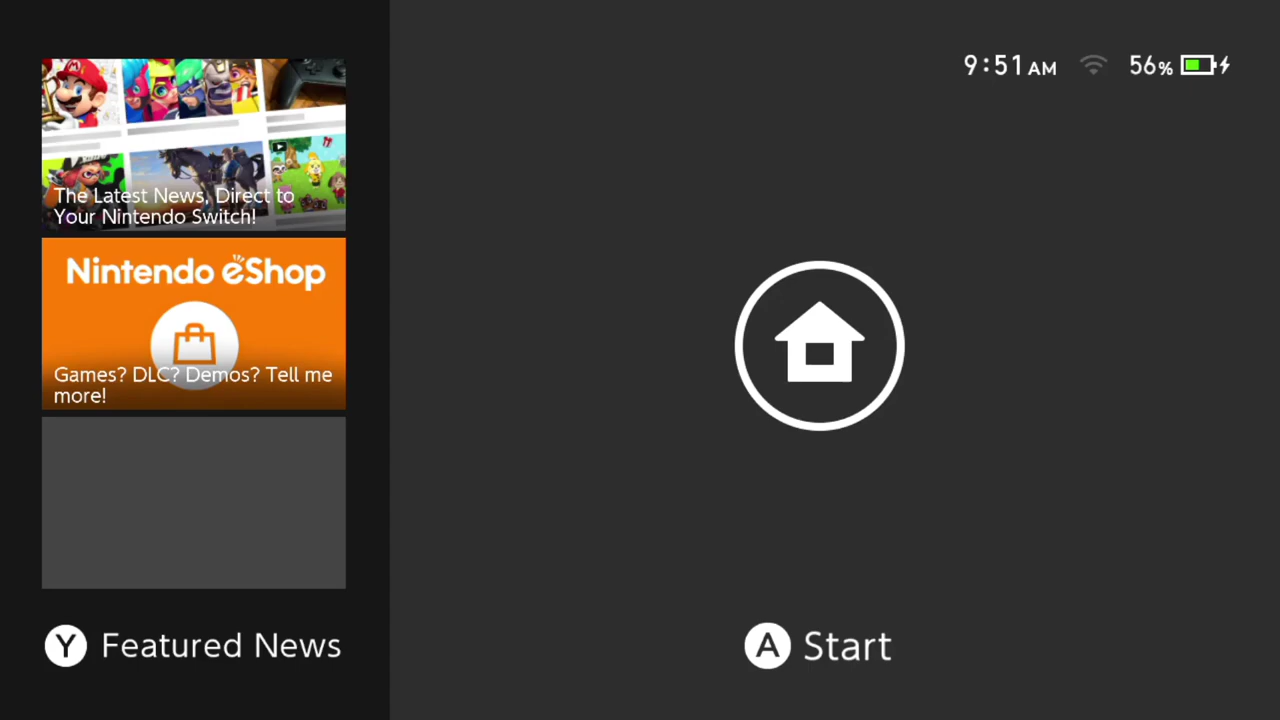 9:51 AM 56%
The Latest News, Direct to
Your Nintendo Switch!
Nintendo eShop
Games? DLC? Demos? Tell me
more!
Y Featured News
A Start